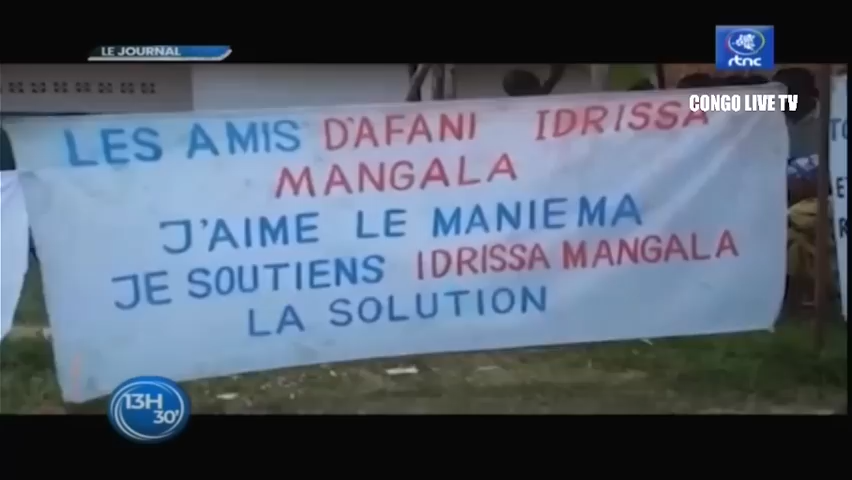 LE JOURNAL
rtnc
CONGO LIVE TV
LES AMIS D'AFANI IDRISSA
MANGALA
J'AIME LE MANIEMA
JE SOUTIENS IDRISSA MANGALA
LA SOLUTION
13H
30'